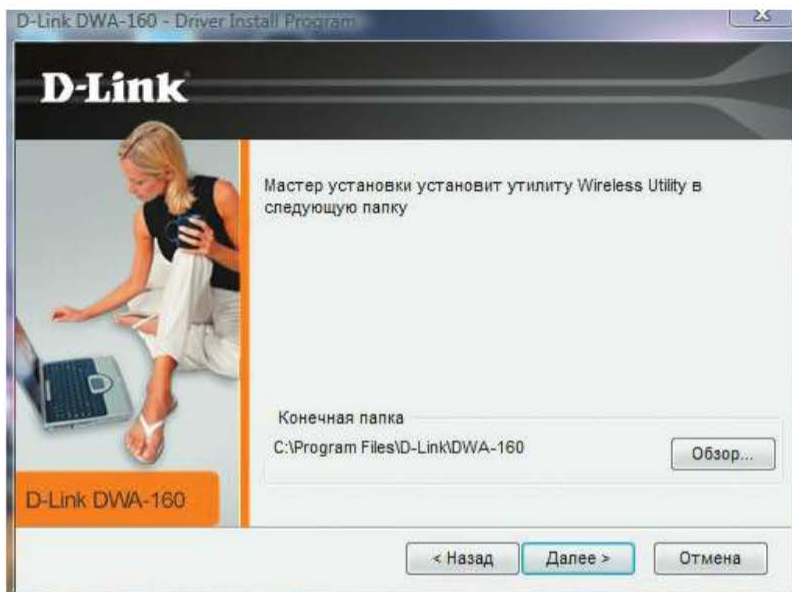 D-Link DWA-160 - Driver Install Program
D-Link
Мастер установки установит утилиту Wireless Utility в
следующую папку
Конечная папка
C:\Program Files\D-Link\DWA-160
Обзор...
D-Link DWA-160
< Назад
Далее >
Отмена